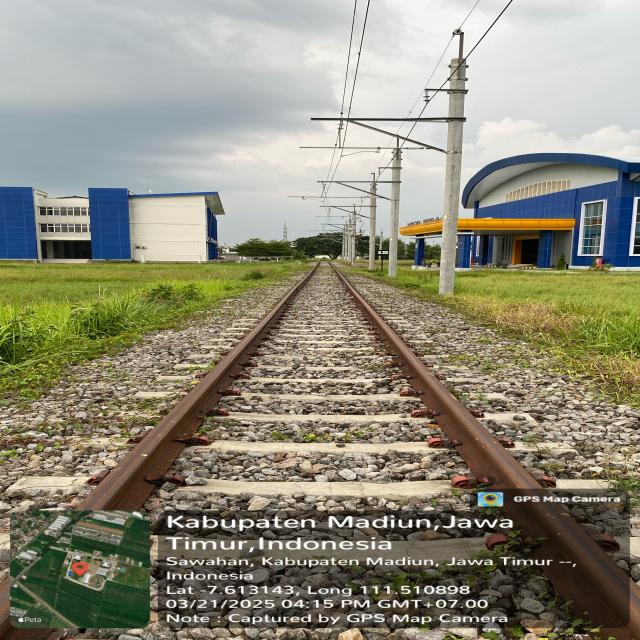 GPS Map Camera
Kabupaten Madiun,Jawa
Timur,Indonesia
Sawahan, Kabupaten Madiun, Jawa Timur --,
Indonesia
Lat -7.613143, Long 111.510898
03/21/2025 04:15 PM GMT+07.00
Note : Captured by GPS Map Camera
Peta